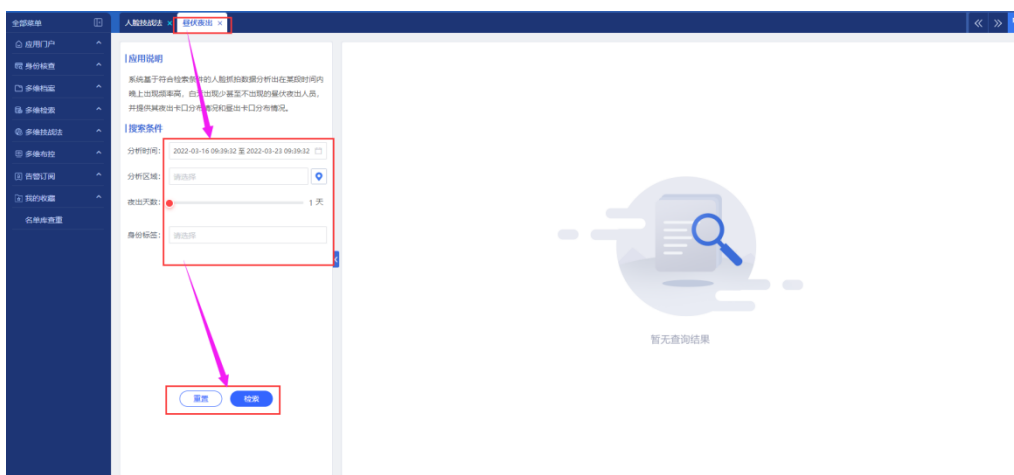 全部菜单
人脸技战法 ×
昼伏夜出 ×
应用门户
身份核查
多维档案
多维检索
多维技战法
多维布控
告警订阅
我的收藏
名单库查重
应用说明
系统基于符合检索条件的人脸抓拍数据分析出在某段时间内
晚上出现频率高，白天出现少甚至不出现的昼伏夜出人员，
并提供其夜出卡口分布情况和昼出卡口分布情况。
搜索条件
分析时间： 2022-03-16 09:39:32 至 2022-03-23 09:39:32
分析区域： 请选择
夜出天数： 1 天
身份标签： 请选择
重置
检索
暂无查询结果